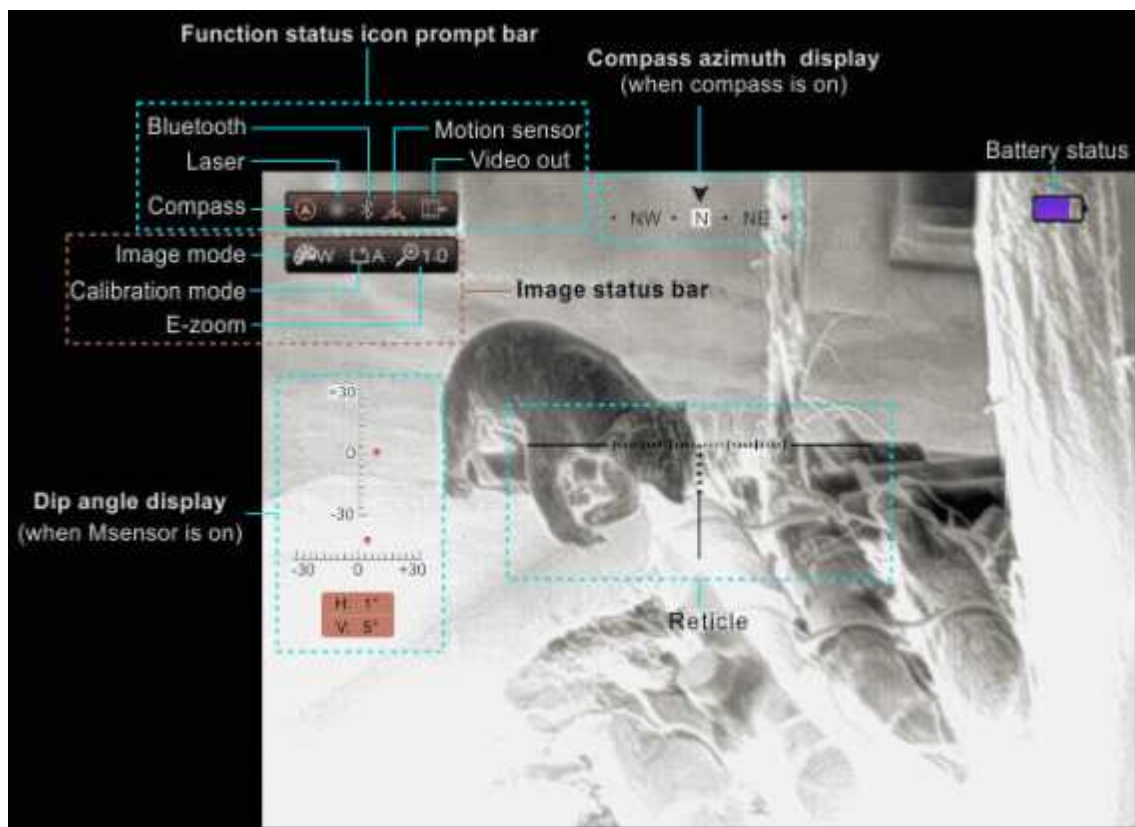 Function status icon prompt bar
Compass azimuth display
(when compass is on)
Bluetooth
Motion sensor
Laser
Video out
Battery status
Compass
NW N NE
Image mode
W A 1.0
Calibration mode
Image status bar
E-zoom
+30
0
-30
Dip angle display
(when Msensor is on)
-30 0 +30
H: 1°
V: 5°
Reticle